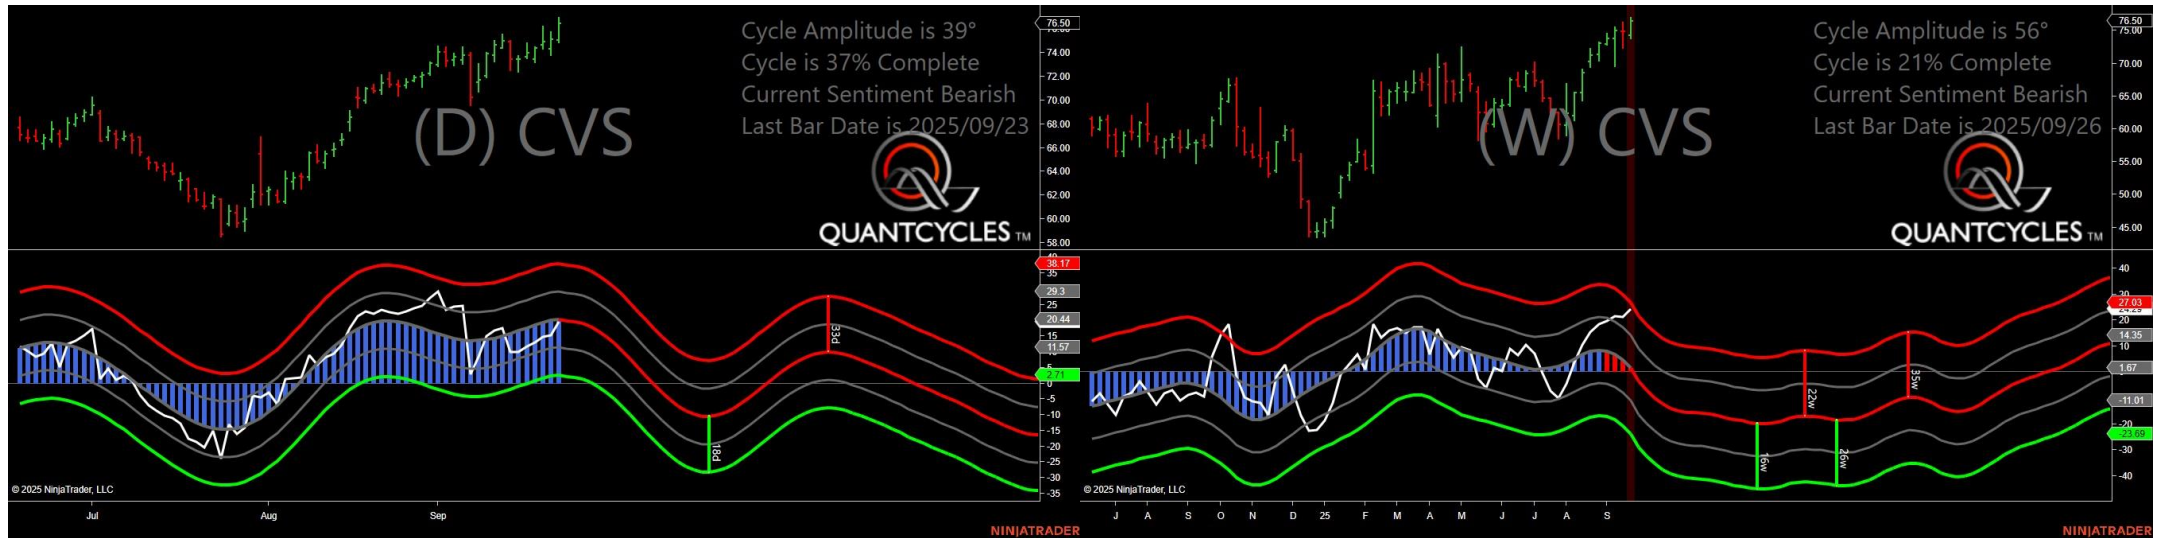 Cycle Amplitude is 39°
Cycle is 37% Complete
Current Sentiment Bearish
Last Bar Date is 2025/09/23
(D) CVS
QUANTCYCLES TM
76.50
74.00
72.00
70.00
68.00
66.00
64.00
62.00
60.00
58.00
38.17
35
29.3
25
20.44
15
11.57
2.71
0
-5
-10
-15
-20
-25
-30
-35
33d
18d
© 2025 NinjaTrader, LLC
Jul
Aug
Sep
NINJATRADER
Cycle Amplitude is 56°
Cycle is 21% Complete
Current Sentiment Bearish
Last Bar Date is 2025/09/26
(W) CVS
QUANTCYCLES TM
76.50
75.00
70.00
65.00
60.00
55.00
50.00
45.00
40
30
27.03
20
14.35
10
1.67
-11.01
-20
-23.69
-30
-40
22w
35w
16w
26w
© 2025 NinjaTrader, LLC
J A S O N D 25 F M A M J J A S
NINJATRADER